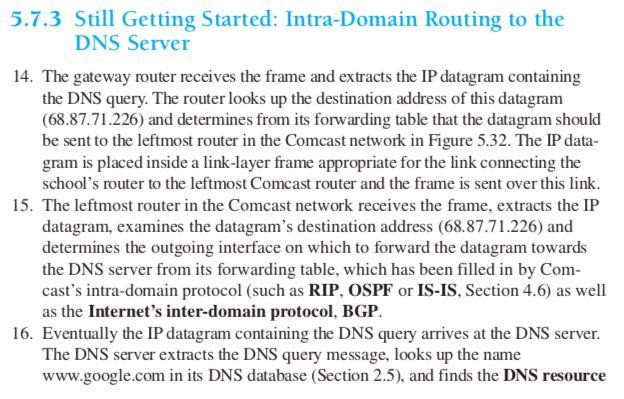 5.7.3 Still Getting Started: Intra-Domain Routing to the
DNS Server
14. The gateway router receives the frame and extracts the IP datagram containing
the DNS query. The router looks up the destination address of this datagram
(68.87.71.226) and determines from its forwarding table that the datagram should
be sent to the leftmost router in the Comcast network in Figure 5.32. The IP data-
gram is placed inside a link-layer frame appropriate for the link connecting the
school’s router to the leftmost Comcast router and the frame is sent over this link.
15. The leftmost router in the Comcast network receives the frame, extracts the IP
datagram, examines the datagram’s destination address (68.87.71.226) and
determines the outgoing interface on which to forward the datagram towards
the DNS server from its forwarding table, which has been filled in by Com-
cast’s intra-domain protocol (such as RIP, OSPF or IS-IS, Section 4.6) as well
as the Internet’s inter-domain protocol, BGP.
16. Eventually the IP datagram containing the DNS query arrives at the DNS server.
The DNS server extracts the DNS query message, looks up the name
www.google.com in its DNS database (Section 2.5), and finds the DNS resource